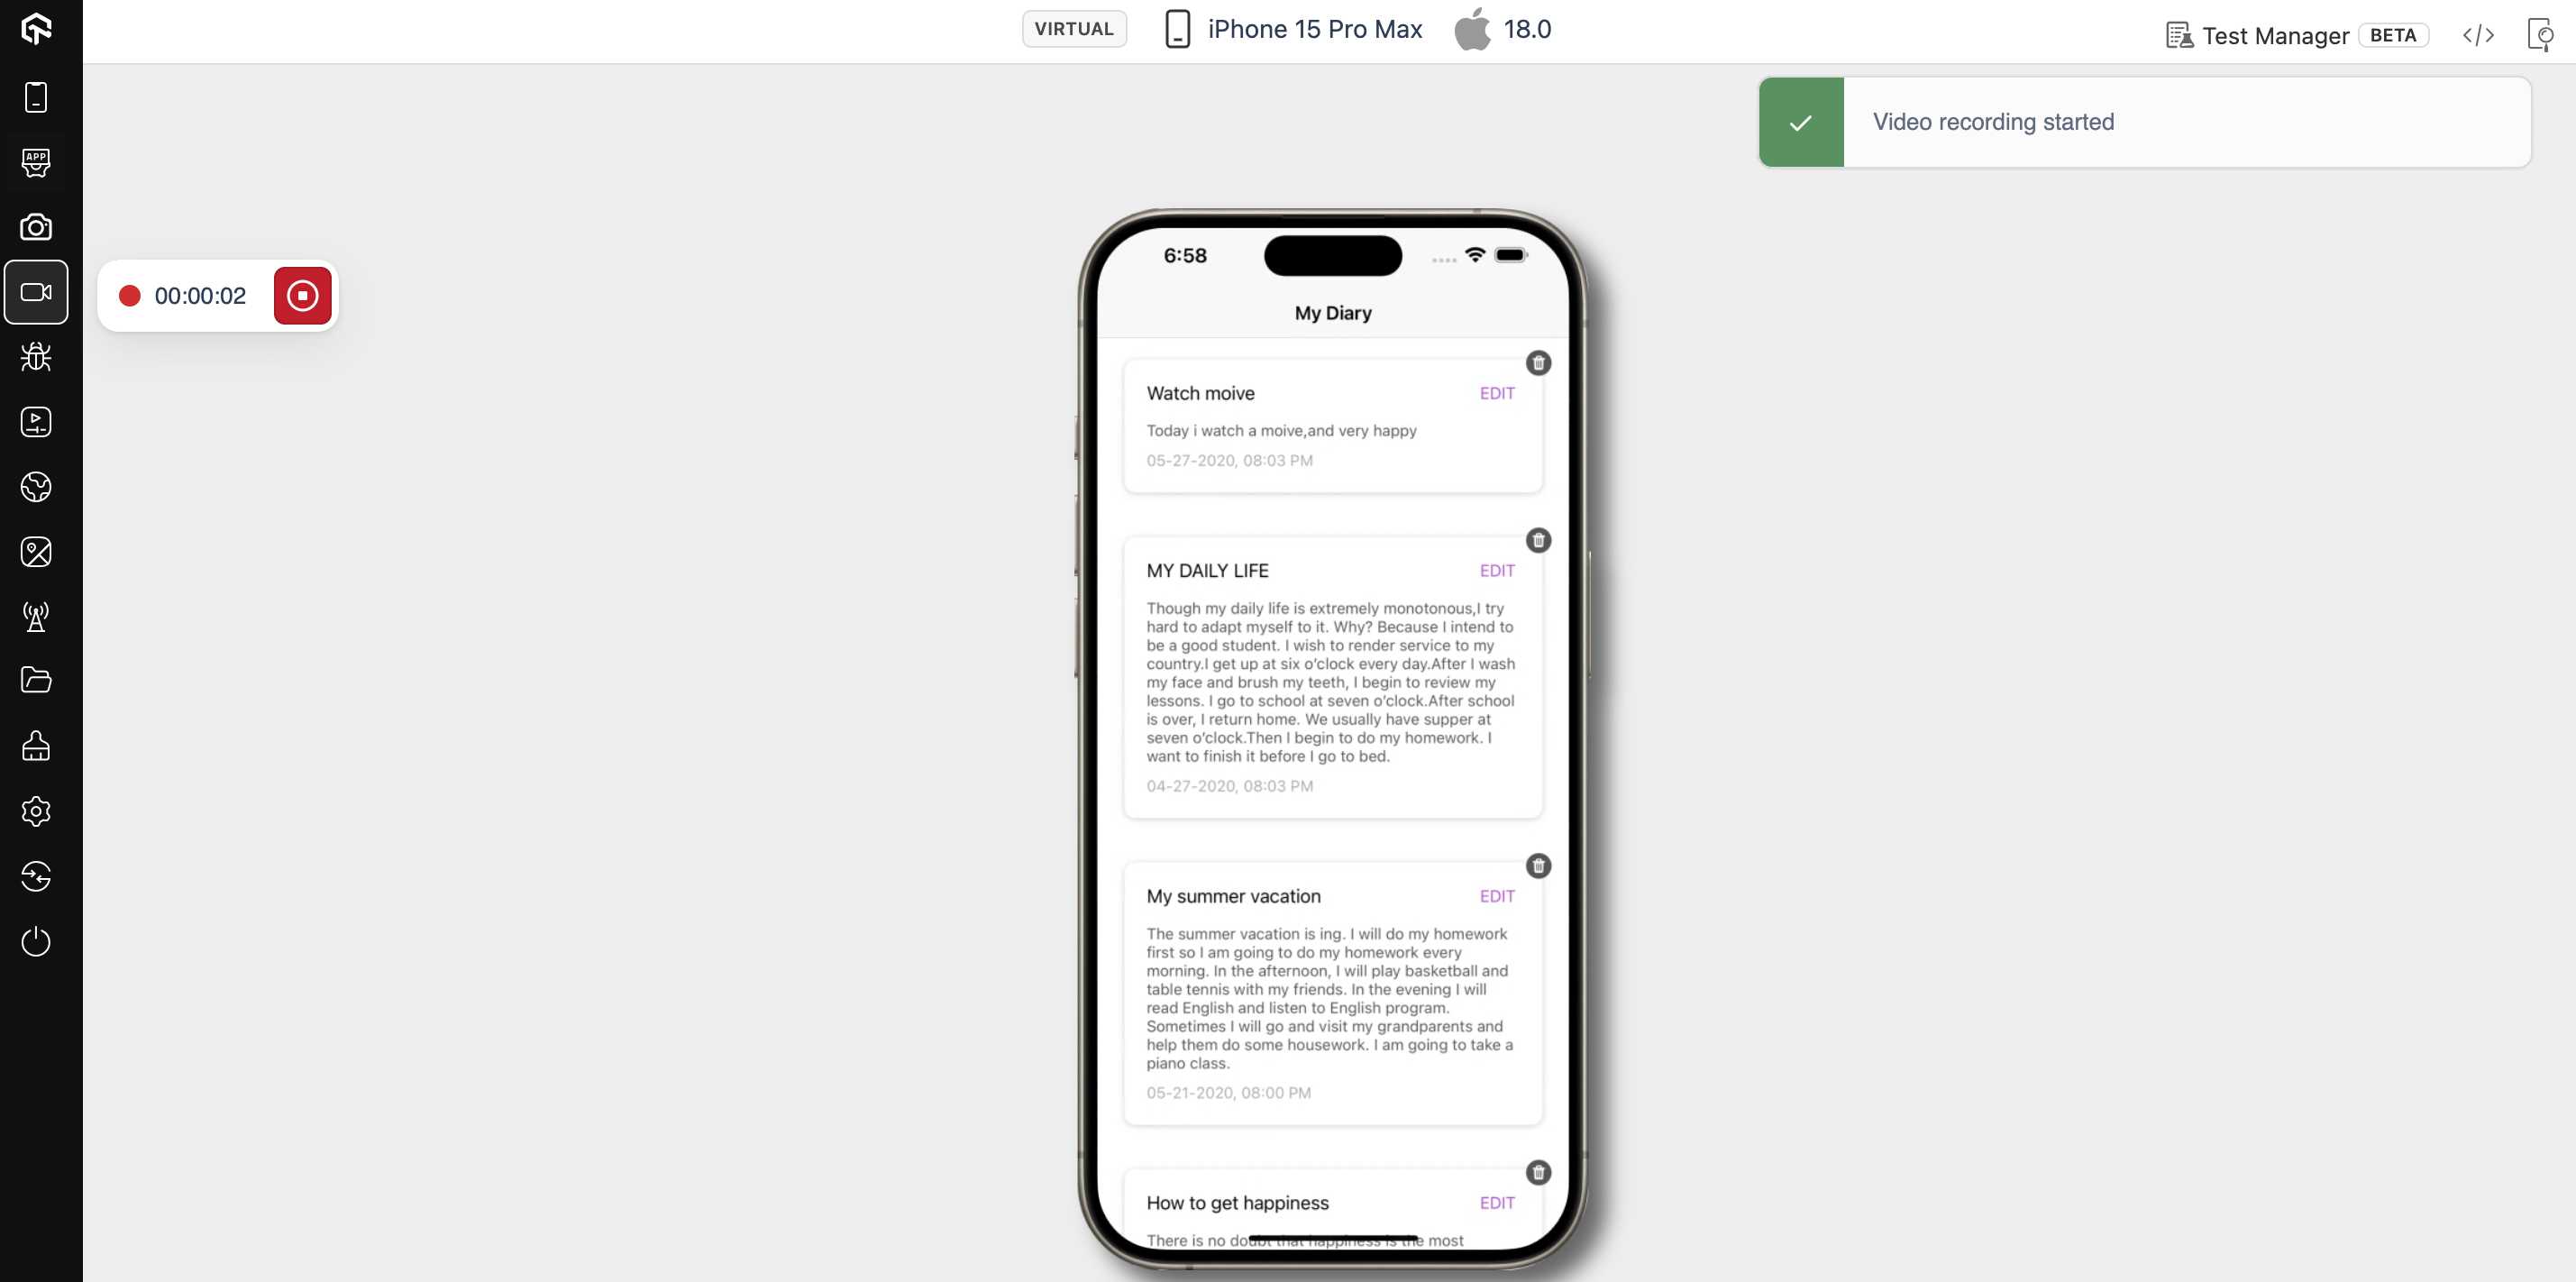 VIRTUAL
iPhone 15 Pro Max
18.0
Test Manager BETA
Video recording started
APP
00:00:02
6:58
My Diary
Watch moive
EDIT
Today i watch a moive,and very happy
05-27-2020, 08:03 PM
MY DAILY LIFE
EDIT
Though my daily life is extremely monotonous,I try
hard to adapt myself to it. Why? Because I intend to
be a good student. I wish to render service to my
country.I get up at six o'clock every day.After I wash
my face and brush my teeth, I begin to review my
lessons. I go to school at seven o'clock.After school
is over, I return home. We usually have supper at
seven o'clock.Then I begin to do my homework. I
want to finish it before I go to bed.
04-27-2020, 08:03 PM
My summer vacation
EDIT
The summer vacation is ing. I will do my homework
first so I am going to do my homework every
morning. In the afternoon, I will play basketball and
table tennis with my friends. In the evening I will
read English and listen to English program.
Sometimes I will go and visit my grandparents and
help them do some housework. I am going to take a
piano class.
05-21-2020, 08:00 PM
How to get happiness
EDIT
There is no doubt that happiness is the most